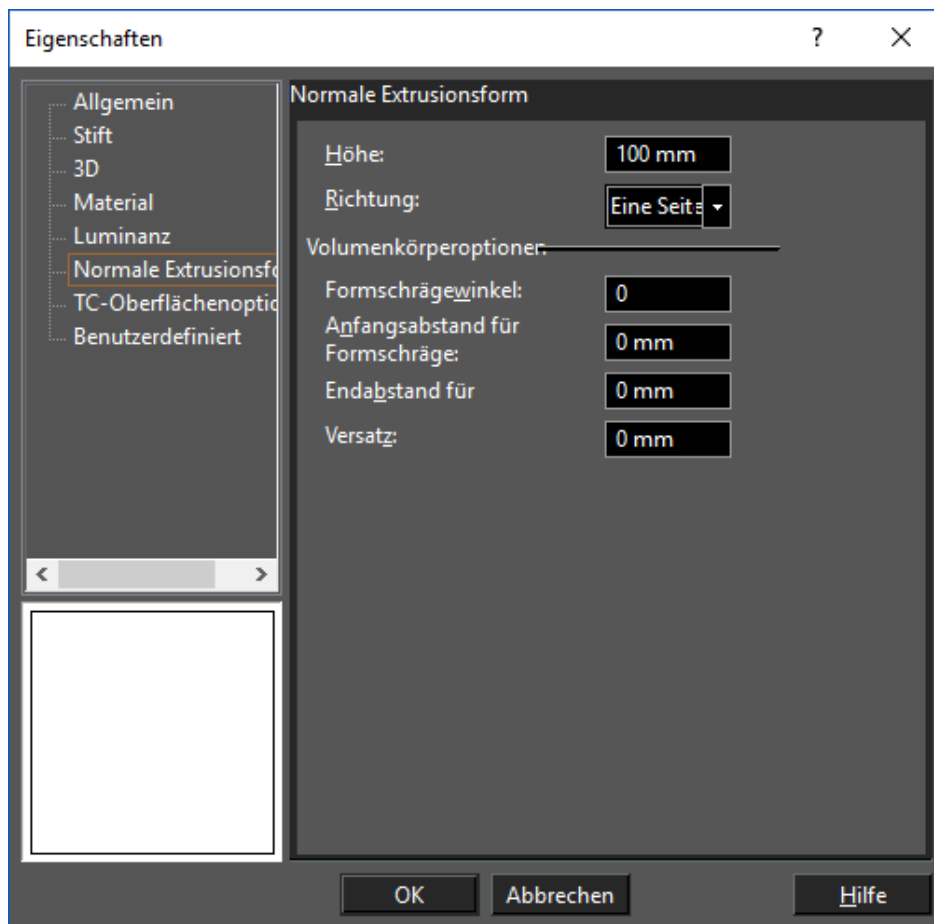 Eigenschaften
?
Allgemein
Stift
3D
Material
Luminanz
Normale Extrusionsfo
TC-Oberflächenoptio
Benutzerdefiniert
Normale Extrusionsform
Höhe: 100 mm
Richtung: Eine Seite
Volumenkörperoptionen
Formschrägewinkel: 0
Anfangsabstand für
Formschräge: 0 mm
Endabstand für 0 mm
Versatz: 0 mm
OK Abbrechen Hilfe